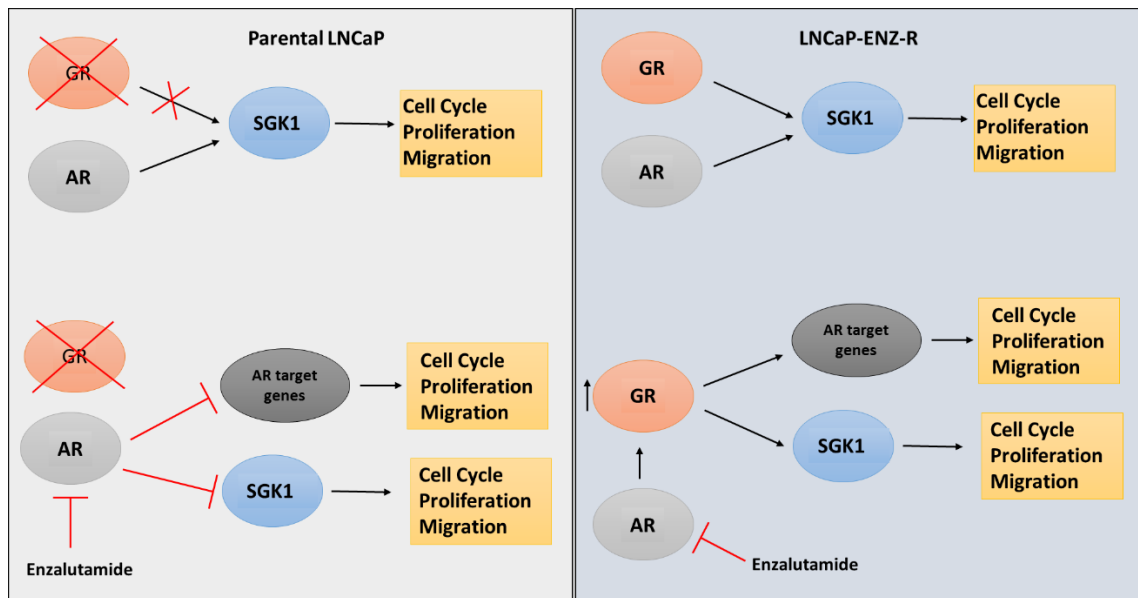 Parental LNCaP
GR
SGK1
AR
Cell Cycle
Proliferation
Migration
GR
AR
AR target
genes
SGK1
Cell Cycle
Proliferation
Migration
Cell Cycle
Proliferation
Migration
Enzalutamide
LNCaP-ENZ-R
GR
SGK1
AR
Cell Cycle
Proliferation
Migration
AR target
genes
GR
SGK1
AR
Cell Cycle
Proliferation
Migration
Cell Cycle
Proliferation
Migration
Enzalutamide